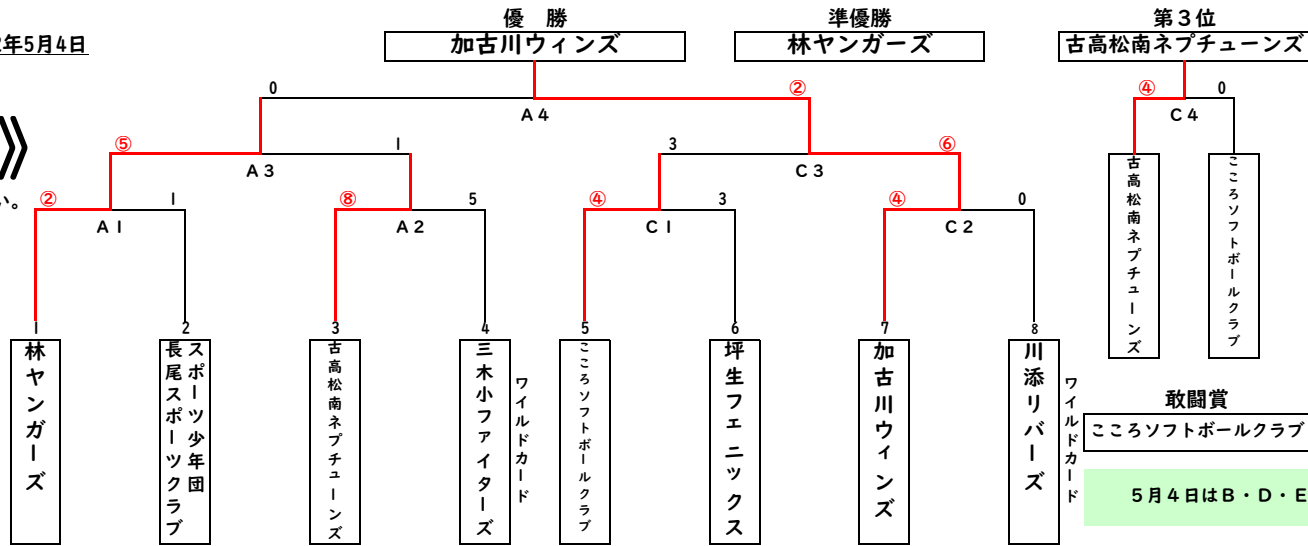 優　勝
準優勝
第３位
年5月4日
加古川ウィンズ
林ヤンガーズ
古高松南ネプチューンズ
0
②
④
0
A4
C4
》
⑤
1
3
⑥
A3
C3
い。
②
1
⑧
5
④
3
④
0
A1
A2
C1
C2
古高松南ネプチューンズ
こころソフトボールクラブ
1
2
3
4
5
6
7
8
林ヤンガーズ
スポーツ少年団
長尾スポーツクラブ
古高松南ネプチューンズ
三木小ファイターズ
ワイルドカード
こころソフトボールクラブ
坪生フェニックス
加古川ウィンズ
川添リバーズ
ワイルドカード
敢闘賞
こころソフトボールクラブ
5月4日はB・D・E